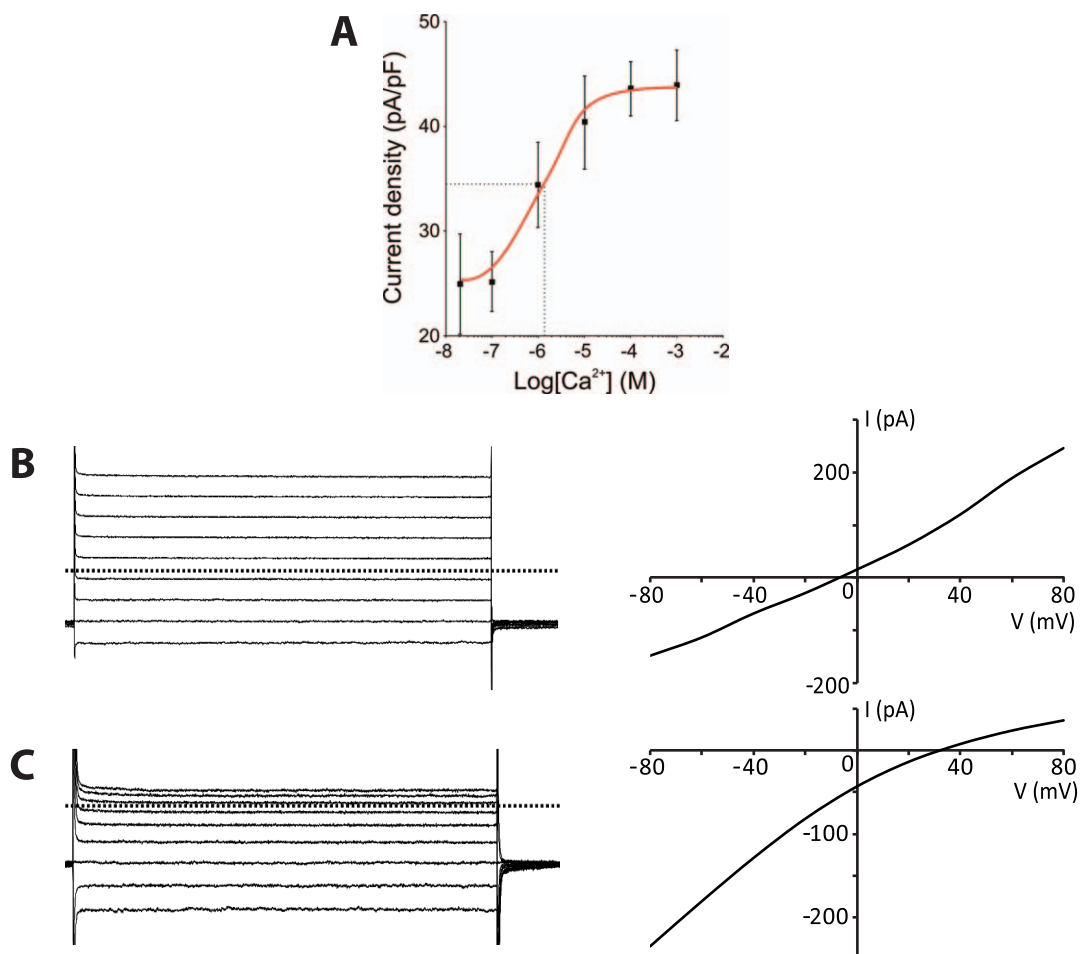 A
50
40
30
20
Current density (pA/pF)
-8 -7 -6 -5 -4 -3 -2
Log[Ca²⁺] (M)
B
I (pA)
200
-80 -40 0 40 80
V (mV)
-200
C
I (pA)
-80 -40 0 40 80
V (mV)
-100
-200